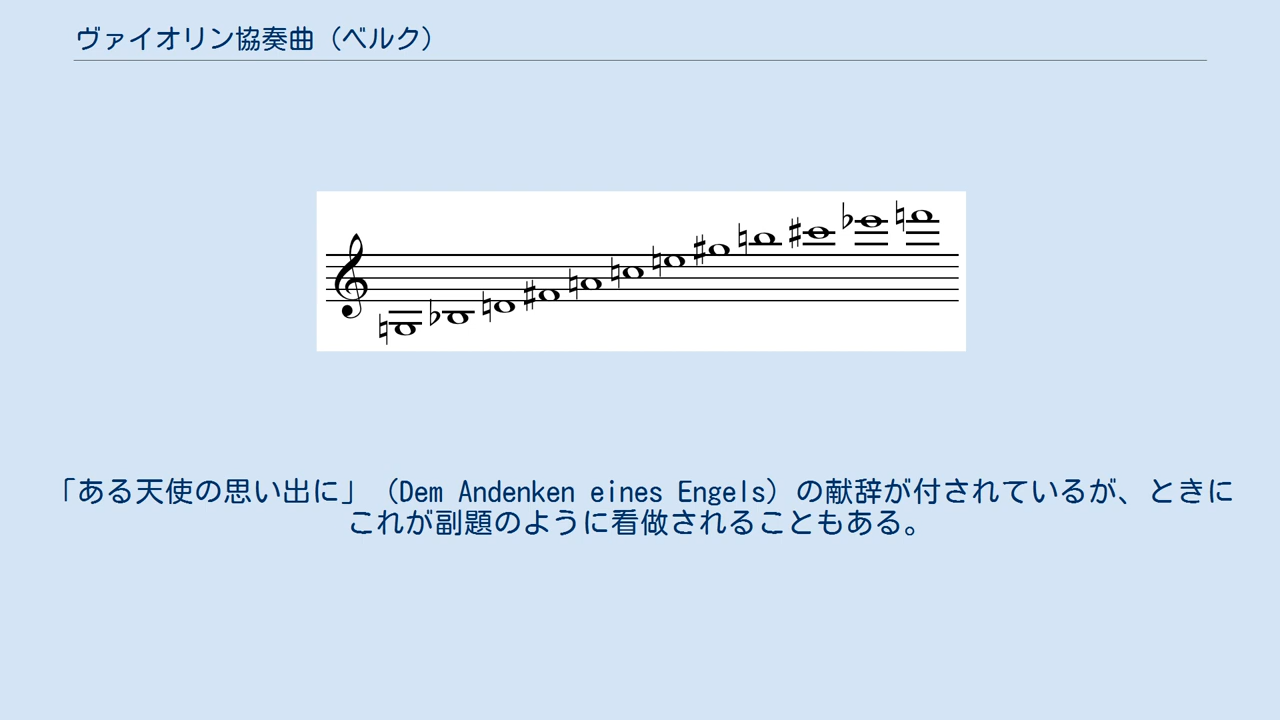 ヴァイオリン協奏曲（ベルク）
「ある天使の思い出に」（Dem Andenken eines Engels）の献辞が付されているが、ときに
これが副題のように看做されることもある。